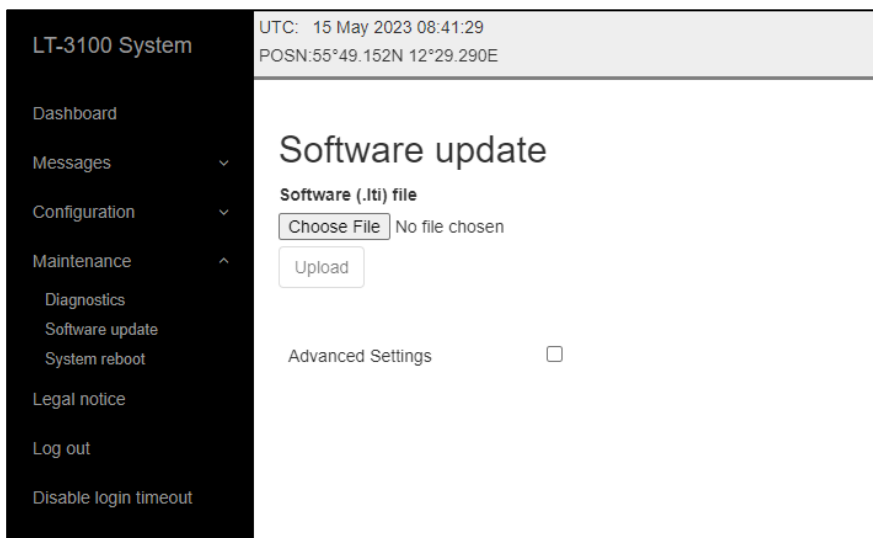 LT-3100 System
Dashboard
Messages
Configuration
Maintenance
Diagnostics
Software update
System reboot
Legal notice
Log out
Disable login timeout
UTC: 15 May 2023 08:41:29
POSN:55°49.152N 12°29.290E
Software update
Software (.lti) file
Choose File No file chosen
Upload
Advanced Settings